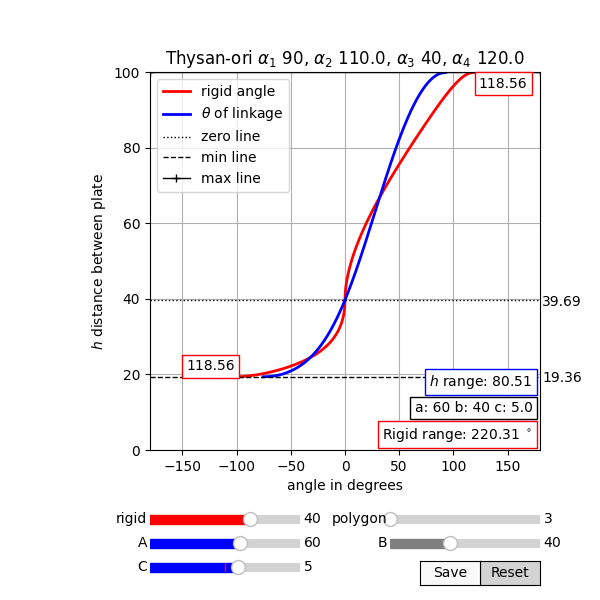 Thysan-ori α₁ 90, α₂ 110.0, α₃ 40, α₄ 120.0
100
80
60
40
20
0
h distance between plate
rigid angle
θ of linkage
zero line
min line
max line
118.56
118.56
39.69
19.36
h range: 80.51
a: 60 b: 40 c: 5.0
Rigid range: 220.31 °
−150 −100 −50 0 50 100 150
angle in degrees
rigid 40 polygon 3
A 60 B 40
C 5 Save Reset